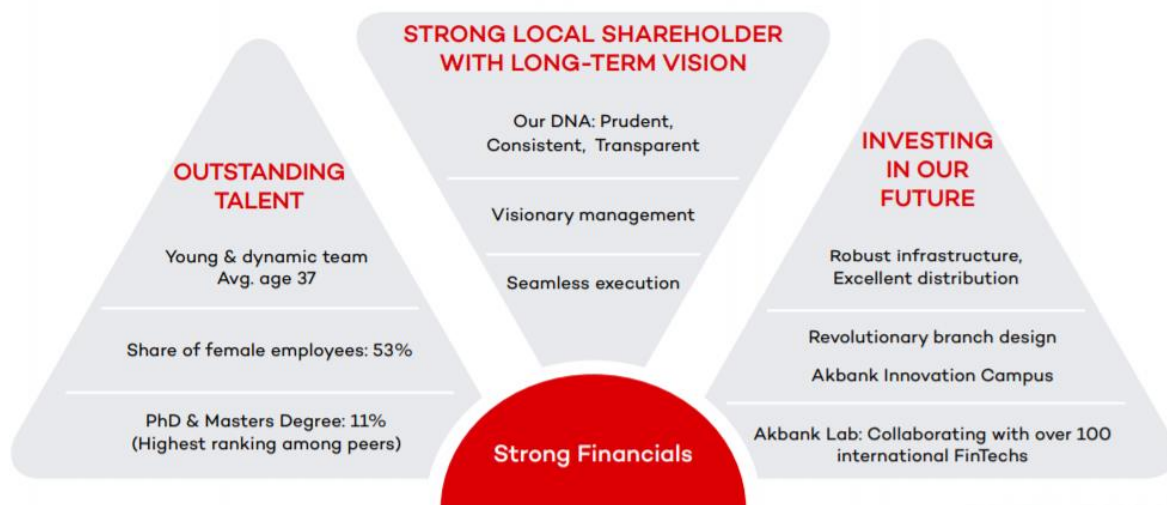 OUTSTANDING
TALENT
Young & dynamic team
Avg. age 37
Share of female employees: 53%
PhD & Masters Degree: 11%
(Highest ranking among peers)
STRONG LOCAL SHAREHOLDER
WITH LONG-TERM VISION
Our DNA: Prudent,
Consistent, Transparent
Visionary management
Seamless execution
Strong Financials
INVESTING
IN OUR
FUTURE
Robust infrastructure,
Excellent distribution
Revolutionary branch design
Akbank Innovation Campus
Akbank Lab: Collaborating with over 100
international FinTechs